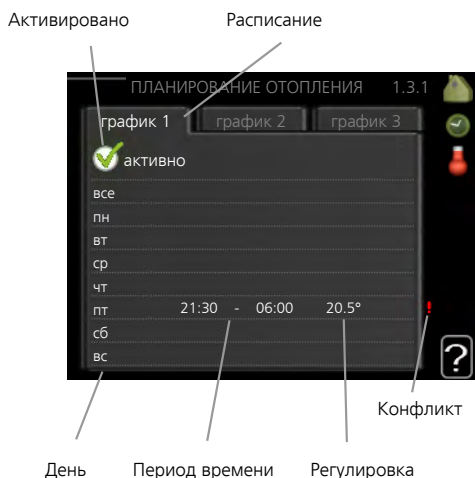 Активировано Расписание
ПЛАНИРОВАНИЕ ОТОПЛЕНИЯ 1.3.1
график 1 график 2 график 3
активно
все
пн
вт
ср
чт
пт 21:30 - 06:00 20.5° !
сб
вс
?
Конфликт
День Период времени Регулировка